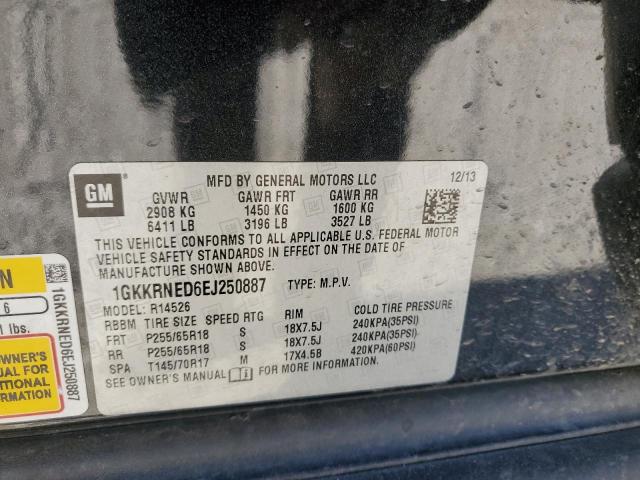 GM
MFD BY GENERAL MOTORS LLC
12/13
GVWR GAWR FRT GAWR RR
2908 KG 1450 KG 1600 KG
6411 LB 3196 LB 3527 LB
THIS VEHICLE CONFORMS TO ALL APPLICABLE U.S. FEDERAL MOTOR
VEHICLE SAFETY STANDARDS IN EFFECT ON THE DATE OF
MANUFACTURE SHOWN ABOVE.
1GKKRNED6EJ250887 TYPE: M.P.V.
MODEL: R14526
RBBM TIRE SIZE SPEED RTG RIM COLD TIRE PRESSURE
FRT P255/65R18 S 18X7.5J 240KPA(35PSI)
RR P255/65R18 S 18X7.5J 240KPA(35PSI)
SPA T145/70R17 M 17X4.5B 420KPA(60PSI)
SEE OWNER'S MANUAL FOR MORE INFORMATION
N
6
lbs.
OWNER'S
MANUAL FOR
ADDITIONAL
1GKKRNED6EJ250887